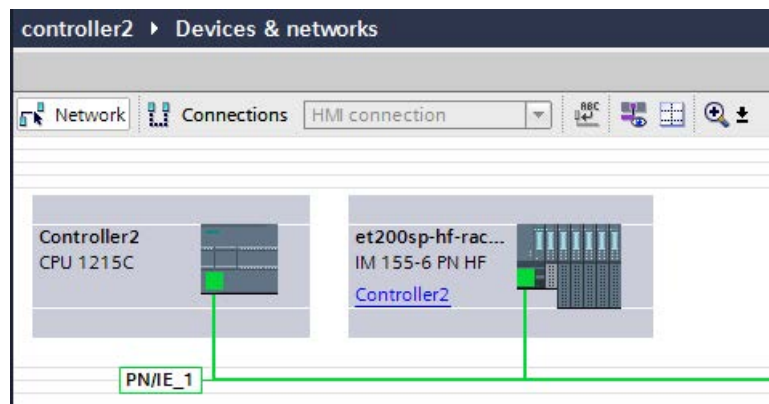 controller2 ▸ Devices & networks
Network Connections HMI connection
Controller2
CPU 1215C
et200sp-hf-rac...
IM 155-6 PN HF
Controller2
PN/IE_1